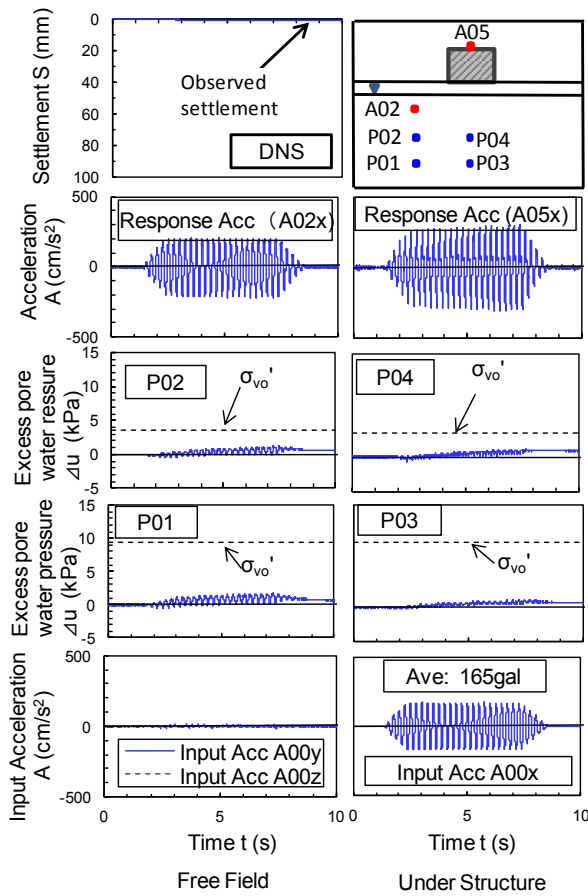 Settlement S (mm)
0
20
40
60
80
100
Observed
settlement
DNS
A05
A02
P02
P04
P01
P03
Acceleration
A (cm/s²)
500
0
-500
Response Acc （A02x)
Response Acc (A05x)
Excess pore
water ressure
Δu (kPa)
15
10
5
0
-5
P02
σvo'
P04
σvo'
Excess pore
water pressure
Δu (kPa)
15
10
5
0
-5
P01
σvo'
P03
σvo'
Input Acceleration
A (cm/s²)
500
0
-500
Input Acc A00y
Input Acc A00z
Ave: 165gal
Input Acc A00x
0 5 10
0 5 10
Time t (s)
Time t (s)
Free Field
Under Structure